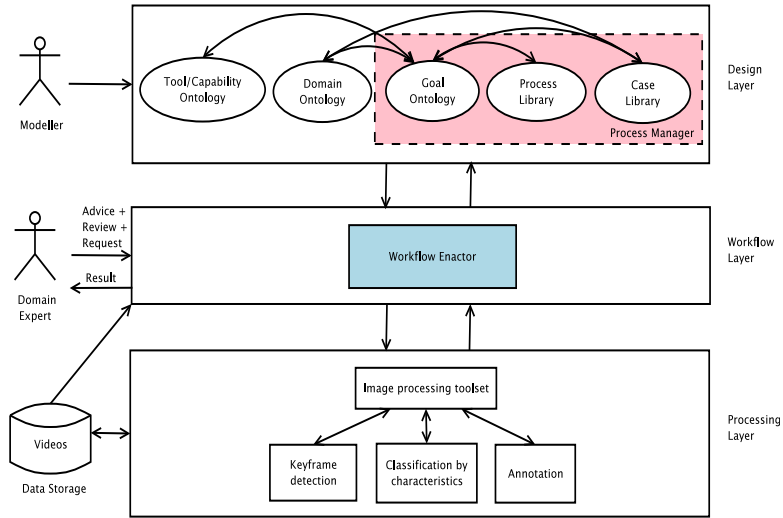 Modeller
Tool/Capability
Ontology
Domain
Ontology
Goal
Ontology
Process
Library
Case
Library
Process Manager
Design
Layer
Advice +
Review +
Request
Result
Domain
Expert
Workflow Enactor
Workflow
Layer
Videos
Data Storage
Image processing toolset
Keyframe
detection
Classification by
characteristics
Annotation
Processing
Layer